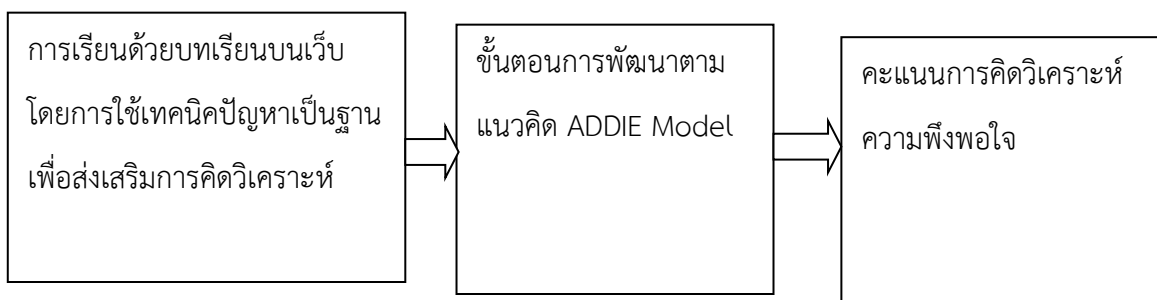 การเรียนด้วยบทเรียนบนเว็บ
โดยการใช้เทคนิคปัญหาเป็นฐาน
เพื่อส่งเสริมการคิดวิเคราะห์
ขั้นตอนการพัฒนาตาม
แนวคิด ADDIE Model
คะแนนการคิดวิเคราะห์
ความพึงพอใจ